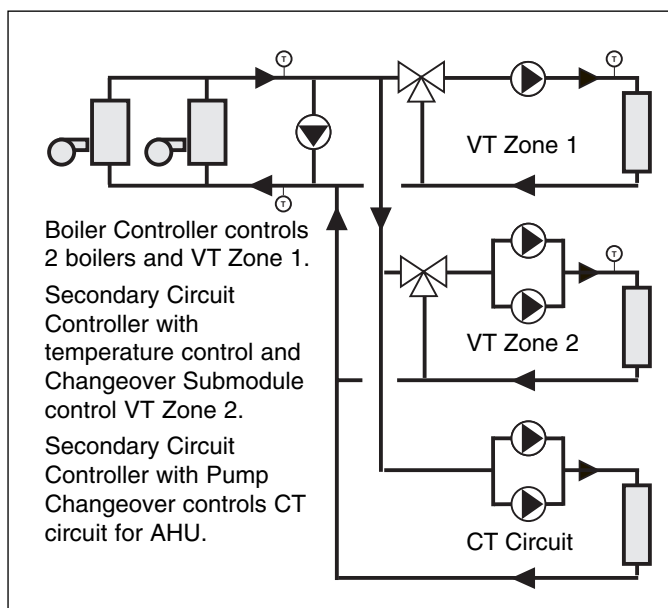 T
T
T
VT Zone 1
Boiler Controller controls
2 boilers and VT Zone 1.
Secondary Circuit
Controller with
temperature control and
Changeover Submodule
control VT Zone 2.
Secondary Circuit
Controller with Pump
Changeover controls CT
circuit for AHU.
T
VT Zone 2
CT Circuit